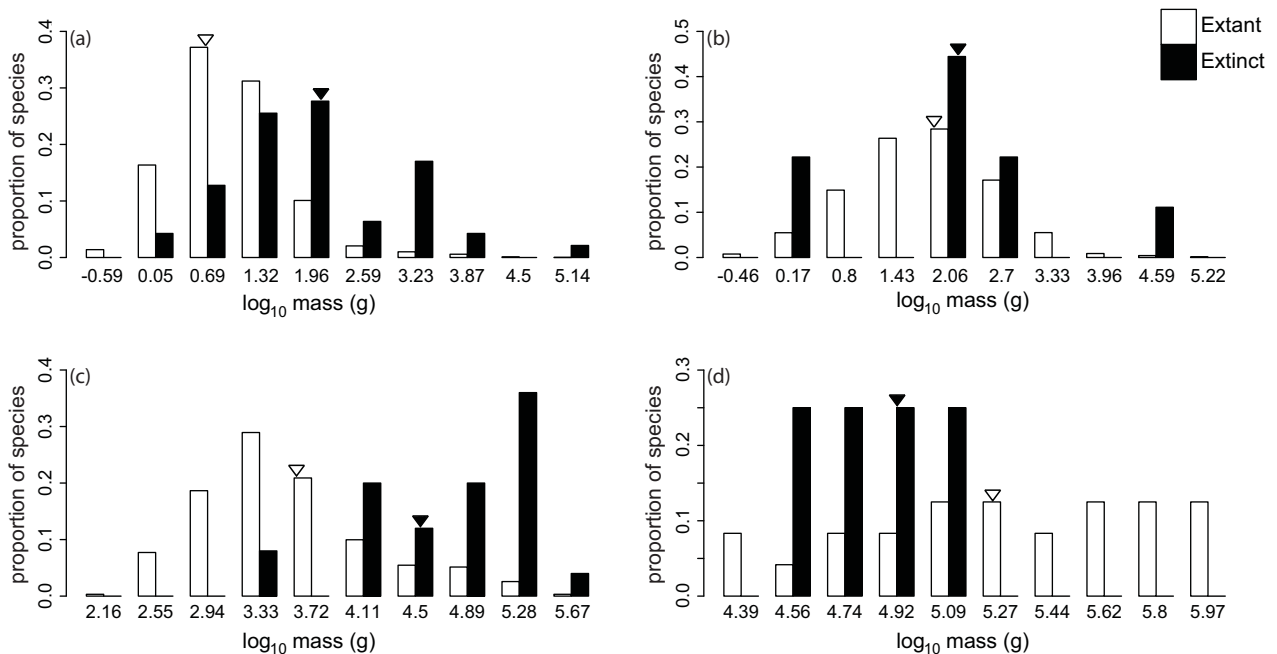 Extant
Extinct
(a)
proportion of species
0.4
0.3
0.2
0.1
0.0
-0.59 0.05 0.69 1.32 1.96 2.59 3.23 3.87 4.5 5.14
log10 mass (g)
(b)
proportion of species
0.5
0.4
0.3
0.2
0.1
0.0
-0.46 0.17 0.8 1.43 2.06 2.7 3.33 3.96 4.59 5.22
log10 mass (g)
(c)
proportion of species
0.4
0.3
0.2
0.1
0.0
2.16 2.55 2.94 3.33 3.72 4.11 4.5 4.89 5.28 5.67
log10 mass (g)
(d)
proportion of species
0.3
0.2
0.1
0.0
4.39 4.56 4.74 4.92 5.09 5.27 5.44 5.62 5.8 5.97
log10 mass (g)